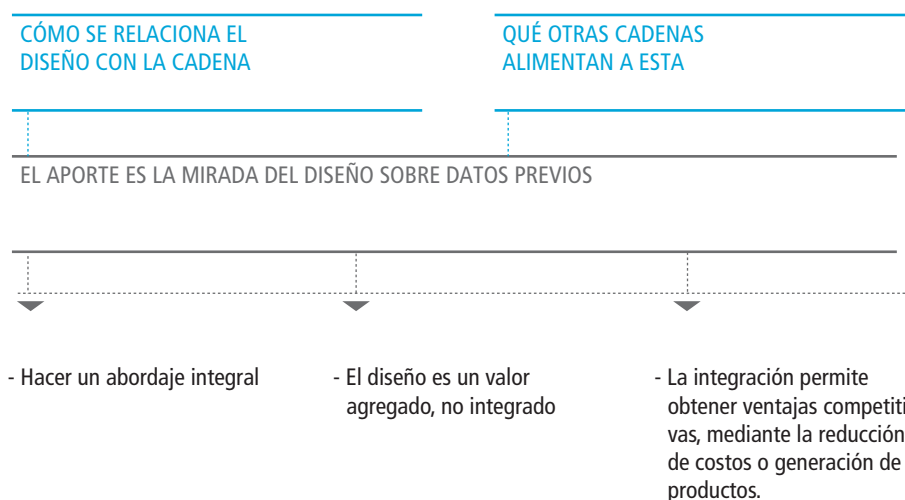 CÓMO SE RELACIONA EL
DISEÑO CON LA CADENA
QUÉ OTRAS CADENAS
ALIMENTAN A ESTA
EL APORTE ES LA MIRADA DEL DISEÑO SOBRE DATOS PREVIOS
- Hacer un abordaje integral
- El diseño es un valor
agregado, no integrado
- La integración permite
obtener ventajas competiti
vas, mediante la reducción
de costos o generación de
productos.